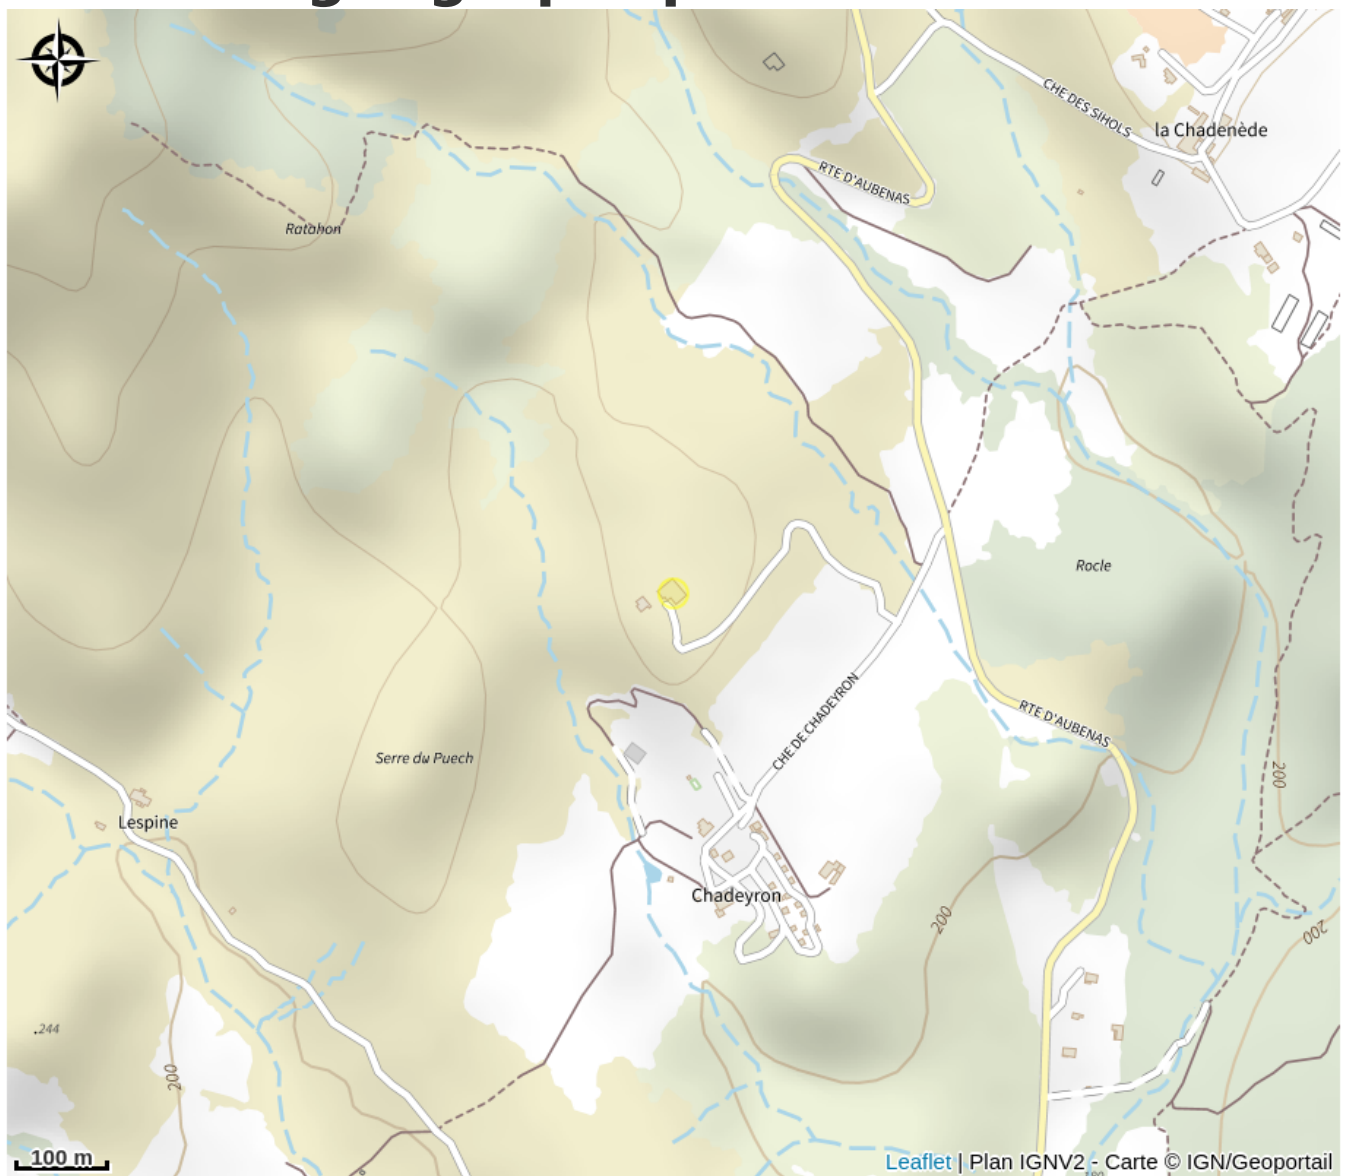 CHE DES SIHOLS
la Chadenède
RTE D'AUBENAS
Ratahon
Rocle
CHE DE CHADEYRON
RTE D'AUBENAS
Serre du Puech
200
Lespine
Chadeyron
200
200
.244
200
100 m
Leaflet | Plan IGNV2 - Carte © IGN/Geoportail